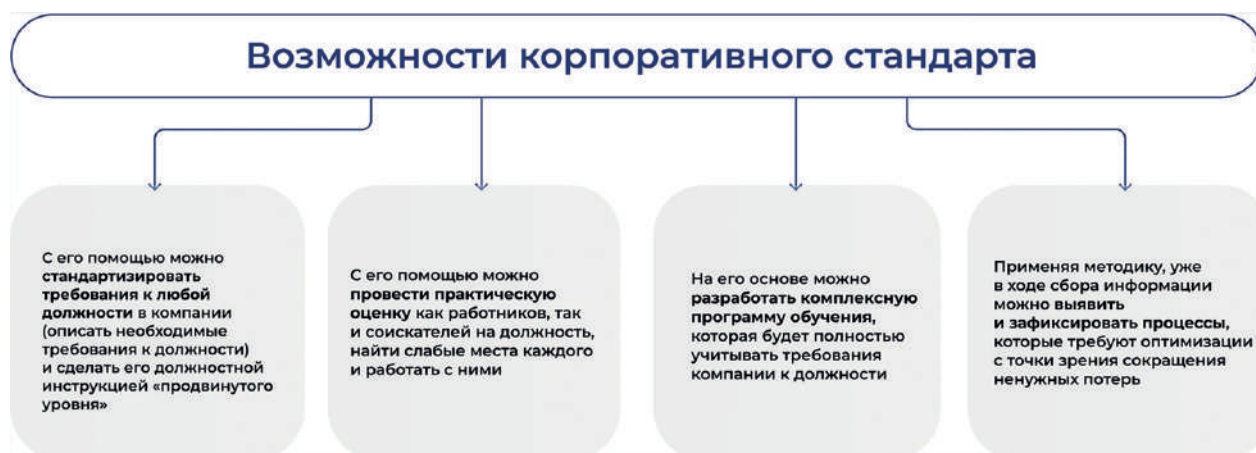 Возможности корпоративного стандарта
С его помощью можно
стандартизировать
требования к любой
должности в компании
(описать необходимые
требования к должности)
и сделать его должностной
инструкцией «продвинутого
уровня»
С его помощью можно
провести практическую
оценку как работников, так
и соискателей на должность,
найти слабые места каждого
и работать с ними
На его основе можно
разработать комплексную
программу обучения,
которая будет полностью
учитывать требования
компании к должности
Применяя методику, уже
в ходе сбора информации
можно выявить
и зафиксировать процессы,
которые требуют оптимизации
с точки зрения сокращения
ненужных потерь